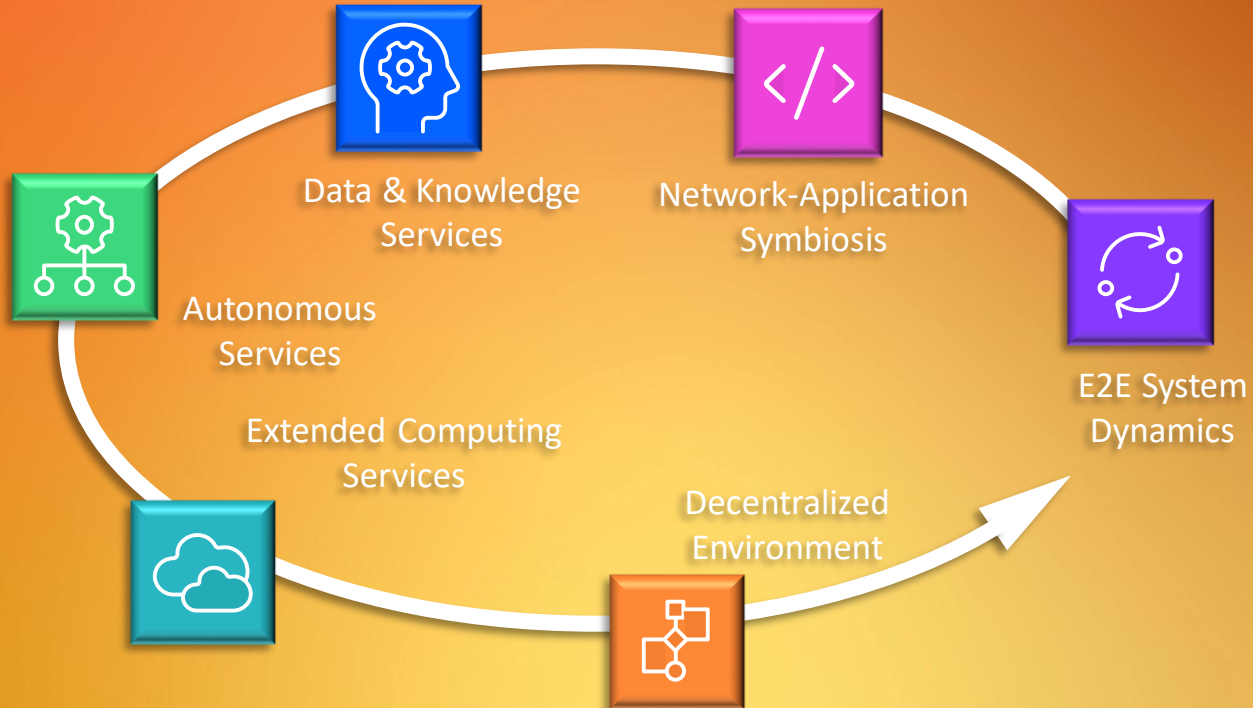 Data & Knowledge
Services
Network-Application
Symbiosis
Autonomous
Services
E2E System
Dynamics
Extended Computing
Services
Decentralized
Environment